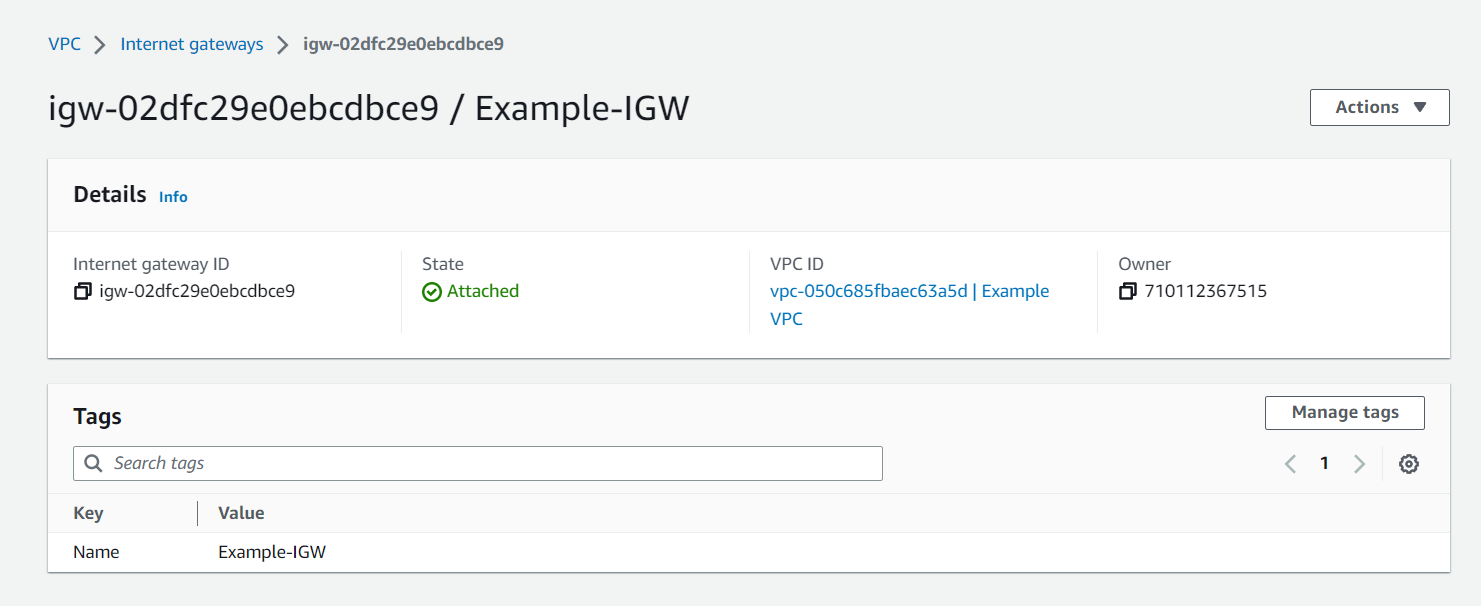 VPC > Internet gateways > igw-02dfc29e0ebcdbce9
igw-02dfc29e0ebcdbce9 / Example-IGW
Actions
Details Info
Internet gateway ID
igw-02dfc29e0ebcdbce9
State
Attached
VPC ID
vpc-050c685fbaec63a5d | Example
VPC
Owner
710112367515
Tags
Manage tags
Search tags
1
Key Value
Name Example-IGW